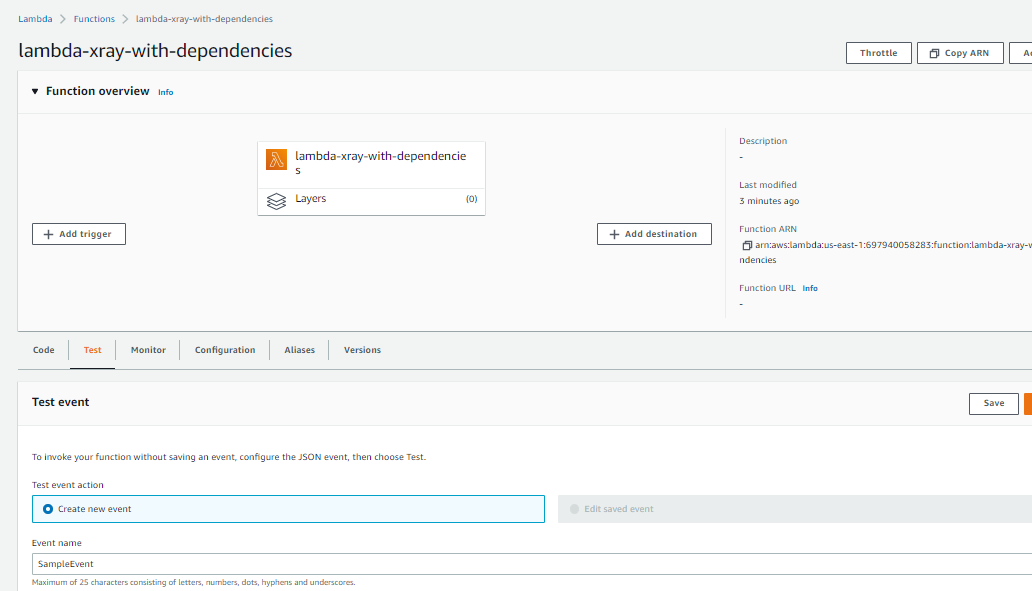 Lambda > Functions > lambda-xray-with-dependencies
lambda-xray-with-dependencies
Throttle
Copy ARN
▼ Function overview Info
lambda-xray-with-dependencie
s
Layers (0)
+ Add trigger
+ Add destination
Description
-
Last modified
3 minutes ago
Function ARN
arn:aws:lambda:us-east-1:697940058283:function:lambda-xray-w
ndencies
Function URL Info
-
Code
Test
Monitor
Configuration
Aliases
Versions
Test event
Save
To invoke your function without saving an event, configure the JSON event, then choose Test.
Test event action
Create new event
Edit saved event
Event name
SampleEvent
Maximum of 25 characters consisting of letters, numbers, dots, hyphens and underscores.